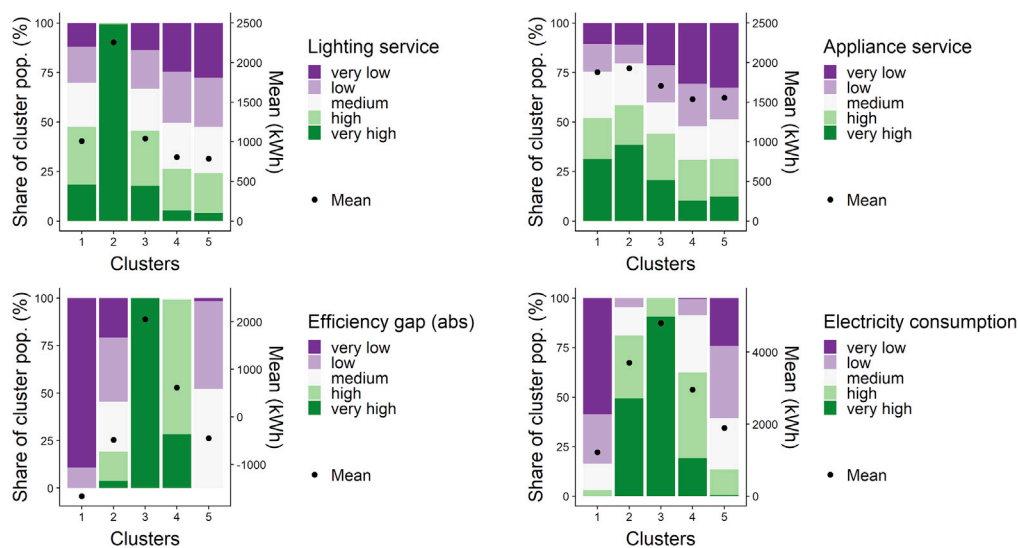 Share of cluster pop. (%)
100
75
50
25
0
1 2 3 4 5
Clusters
2500
2000
1500
1000
500
0
Mean (kWh)
Lighting service
very low
low
medium
high
very high
Mean
Share of cluster pop. (%)
100
75
50
25
0
1 2 3 4 5
Clusters
2500
2000
1500
1000
500
0
Mean (kWh)
Appliance service
very low
low
medium
high
very high
Mean
Share of cluster pop. (%)
100
75
50
25
0
1 2 3 4 5
Clusters
2000
1000
0
-1000
Mean (kWh)
Efficiency gap (abs)
very low
low
medium
high
very high
Mean
Share of cluster pop. (%)
100
75
50
25
0
1 2 3 4 5
Clusters
4000
2000
0
Mean (kWh)
Electricity consumption
very low
low
medium
high
very high
Mean